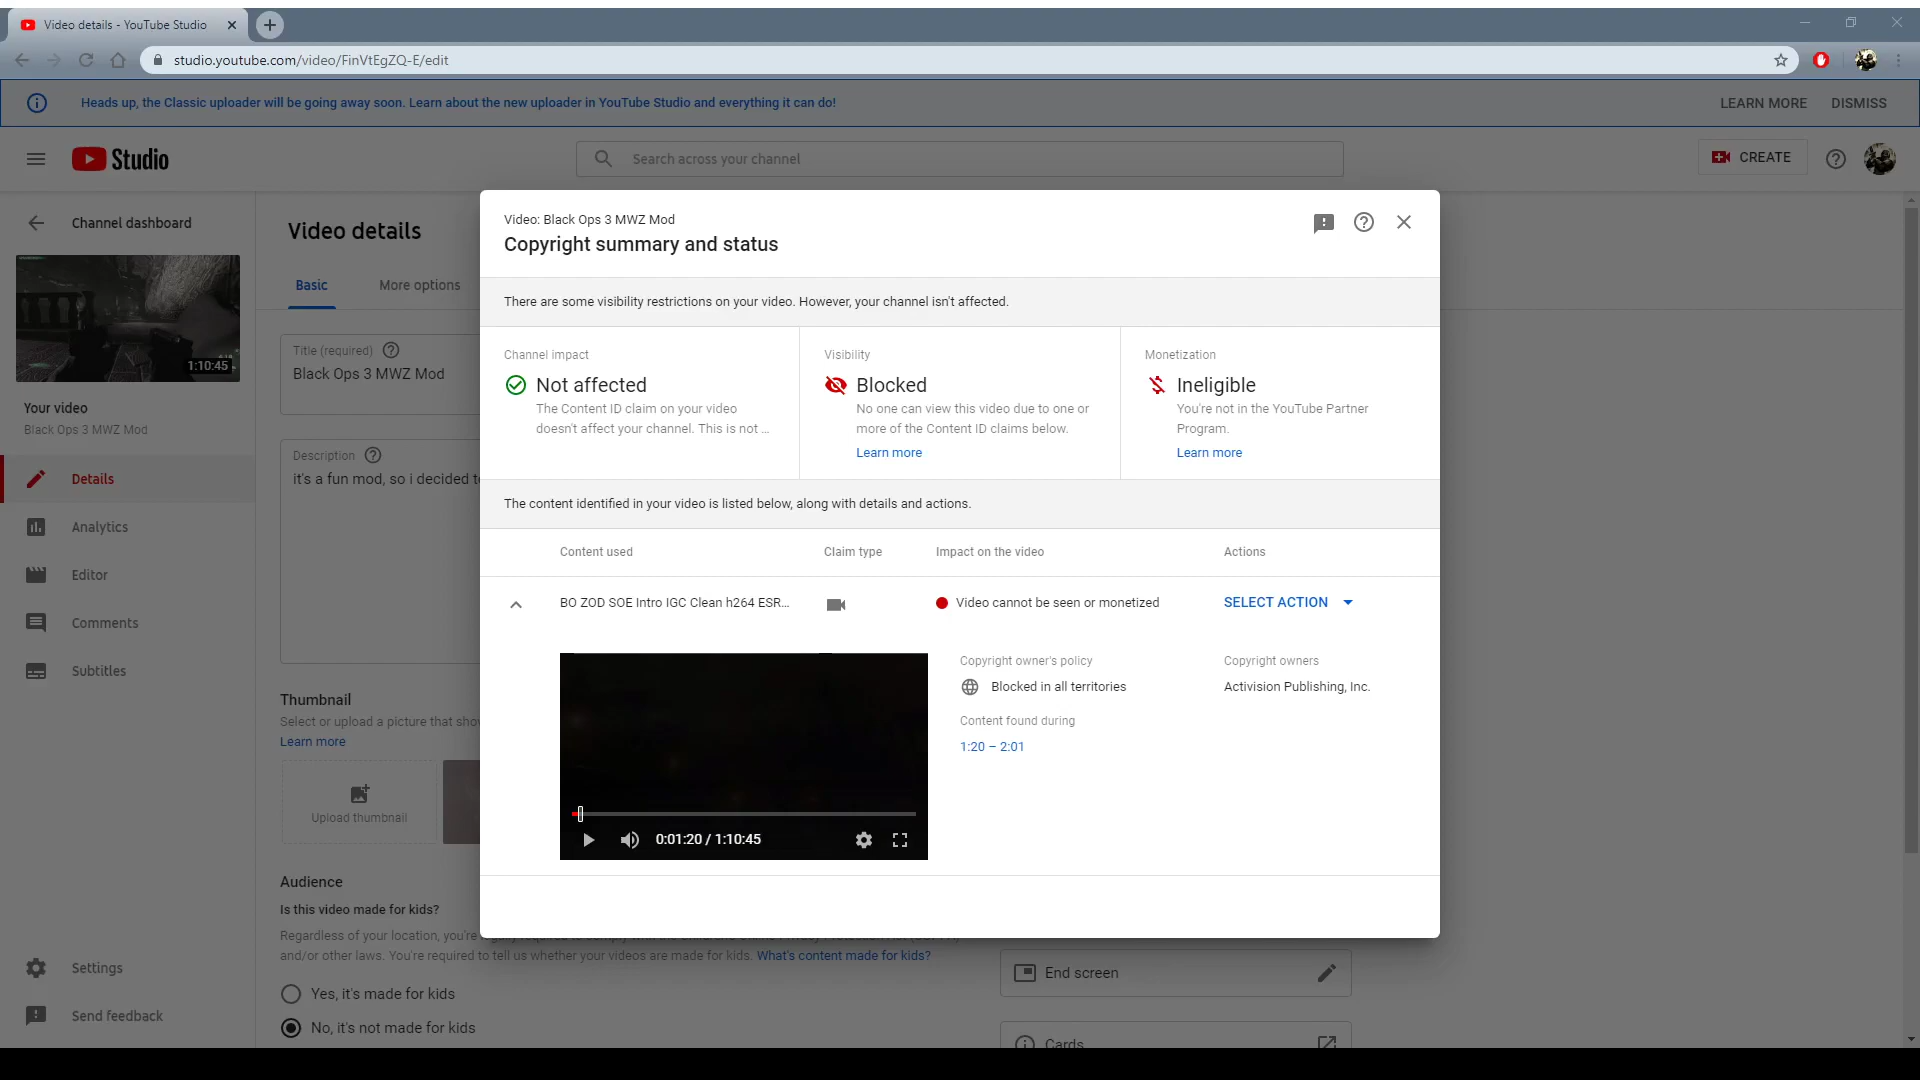 Video details - YouTube Studio
studio.youtube.com/video/FinVtEgZQ-E/edit
Heads up, the Classic uploader will be going away soon. Learn about the new uploader in YouTube Studio and everything it can do!
LEARN MORE
DISMISS
Studio
Search across your channel
CREATE
Channel dashboard
1:10:45
Your video
Black Ops 3 MWZ Mod
Details
Analytics
Editor
Comments
Subtitles
Settings
Send feedback
Video details
Basic
More options
Title (required)
Black Ops 3 MWZ Mod
Description
it's a fun mod, so i decided t
Thumbnail
Select or upload a picture that sho
Learn more
Upload thumbnail
Audience
Is this video made for kids?
Regardless of your location, you're
and/or other laws. You're required to tell us whether your videos are made for kids. What's content made for kids?
Yes, it's made for kids
No, it's not made for kids
Video: Black Ops 3 MWZ Mod
Copyright summary and status
There are some visibility restrictions on your video. However, your channel isn't affected.
Channel impact
Not affected
The Content ID claim on your video
doesn't affect your channel. This is not ...
Visibility
Blocked
No one can view this video due to one or
more of the Content ID claims below.
Learn more
Monetization
Ineligible
You're not in the YouTube Partner
Program.
Learn more
The content identified in your video is listed below, along with details and actions.
Content used
Claim type
Impact on the video
Actions
BO ZOD SOE Intro IGC Clean h264 ESR...
Video cannot be seen or monetized
SELECT ACTION
0:01:20 / 1:10:45
Copyright owner's policy
Blocked in all territories
Content found during
1:20 – 2:01
Copyright owners
Activision Publishing, Inc.
End screen
Cards